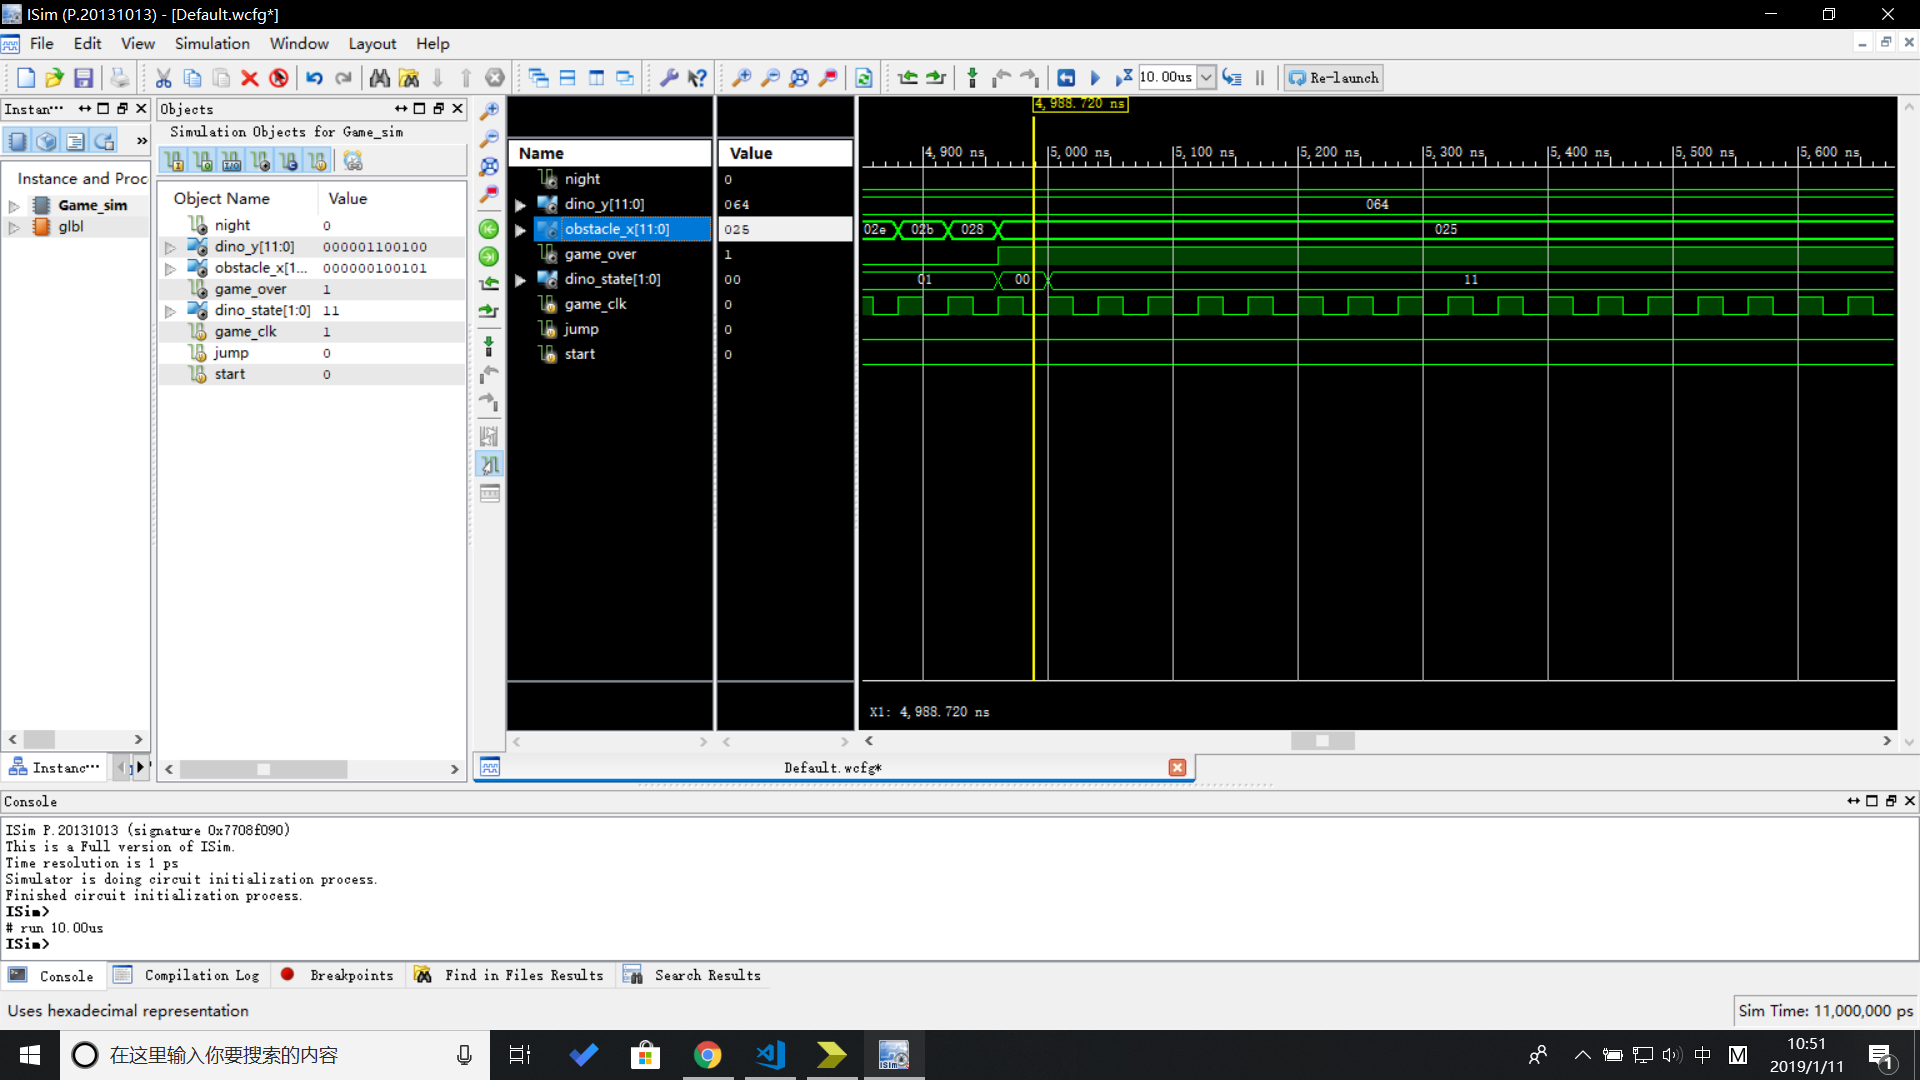 ISim (P.20131013) - [Default.wcfg*]
File Edit View Simulation Window Layout Help
10.00us Re-launch
Instan···
Objects
Simulation Objects for Game_sim
Instance and Proc
Game_sim
glbl
Object Name Value
night 0
dino_y[11:0] 000001100100
obstacle_x[1... 000000100101
game_over 1
dino_state[1:0] 11
game_clk 1
jump 0
start 0
Name Value
night 0
dino_y[11:0] 064
obstacle_x[11:0] 025
game_over 1
dino_state[1:0] 00
game_clk 0
jump 0
start 0
4,988.720 ns
4,900 ns 5,000 ns 5,100 ns 5,200 ns 5,300 ns 5,400 ns 5,500 ns 5,600 ns
064
02e 02b 028 025
01 00 11
X1: 4,988.720 ns
Instanc···
Default.wcfg*
Console
ISim P.20131013 (signature 0x7708f090)
This is a Full version of ISim.
Time resolution is 1 ps
Simulator is doing circuit initialization process.
Finished circuit initialization process.
ISim>
# run 10.00us
ISim>
Console Compilation Log Breakpoints Find in Files Results Search Results
Uses hexadecimal representation
Sim Time: 11,000,000 ps
在这里输入你要搜索的内容
中 M
10:51
2019/1/11
1